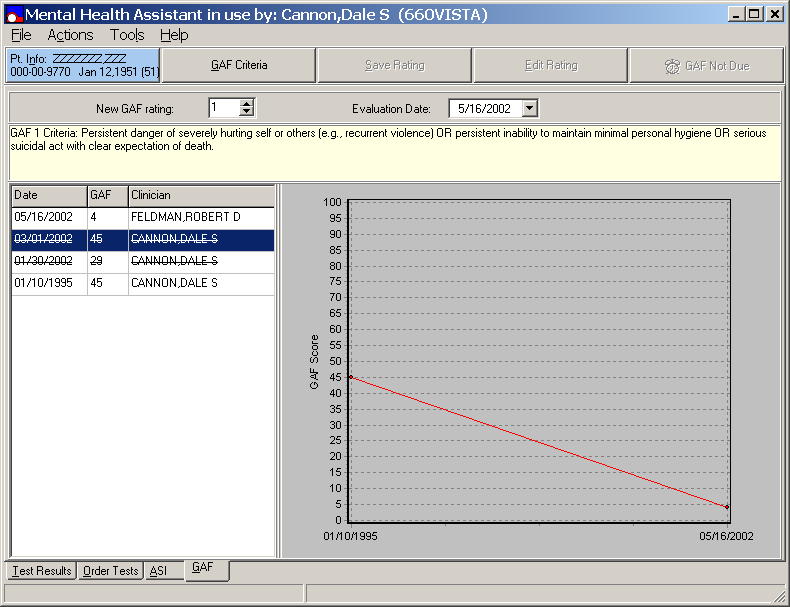 Mental Health Assistant in use by: Cannon,Dale S (660VISTA)
File Actions Tools Help
Pt. Info: ZZZZZZZZ,ZZZ
000-00-9770 Jan 12,1951 (51)
GAF Criteria
Save Rating
Edit Rating
GAF Not Due
New GAF rating: 1
Evaluation Date: 5/16/2002
GAF 1 Criteria: Persistent danger of severely hurting self or others (e.g., recurrent violence) OR persistent inability to maintain minimal personal hygiene OR serious
suicidal act with clear expectation of death.
Date GAF Clinician
05/16/2002 4 FELDMAN,ROBERT D
03/01/2002 45 CANNON,DALE S
01/30/2002 29 CANNON,DALE S
01/10/1995 45 CANNON,DALE S
GAF Score
100
95
90
85
80
75
70
65
60
55
50
45
40
35
30
25
20
15
10
5
0
01/10/1995 05/16/2002
Test Results Order Tests ASI GAF